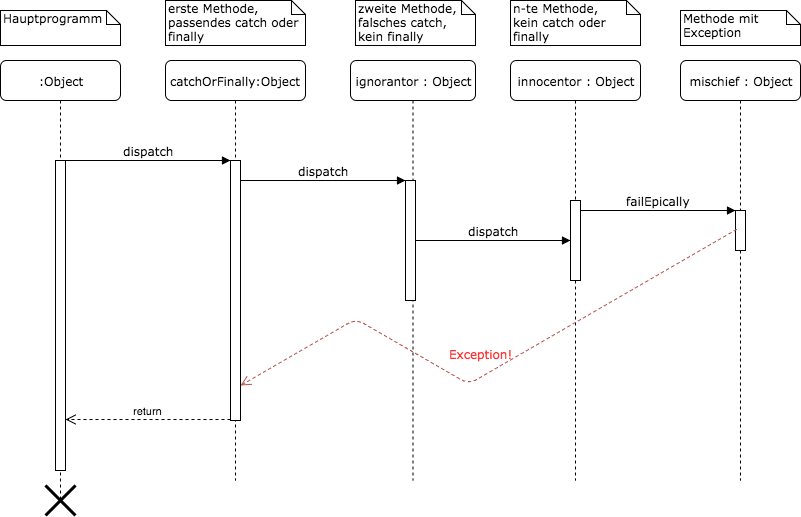 Hauptprogramm
erste Methode,
passendes catch oder
finally
zweite Methode,
falsches catch,
kein finally
n-te Methode,
kein catch oder
finally
Methode mit
Exception
:Object
catchOrFinally:Object
ignorantor : Object
innocentor : Object
mischief : Object
dispatch
dispatch
failEpically
dispatch
Exception!
return